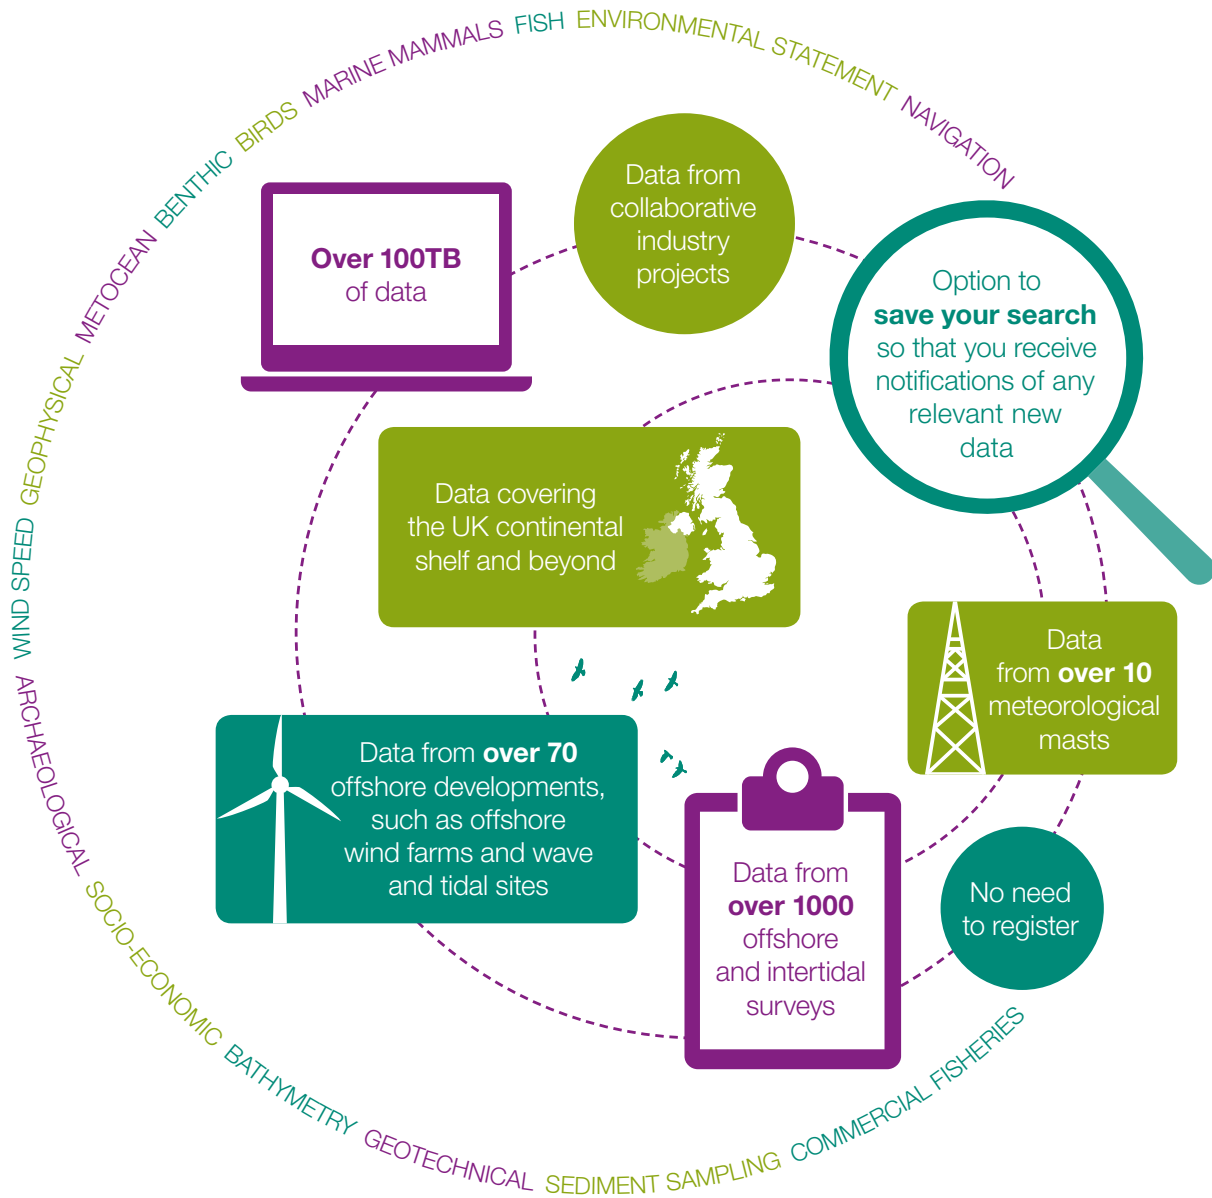 WIND SPEED GEOPHYSICAL METOCEAN BENTHIC BIRDS MARINE MAMMALS FISH ENVIRONMENTAL STATEMENT NAVIGATION
Over 100TB
of data
Data from
collaborative
industry
projects
Option to
save your search
so that you receive
notifications of any
relevant new
data
Data covering
the UK continental
shelf and beyond
Data
from over 10
meteorological
masts
Data from over 70
offshore developments,
such as offshore
wind farms and wave
and tidal sites
Data from
over 1000
offshore
and intertidal
surveys
No need
to register
ARCHAEOLOGICAL SOCIO-ECONOMIC BATHYMETRY GEOTECHNICAL SEDIMENT SAMPLING COMMERCIAL FISHERIES